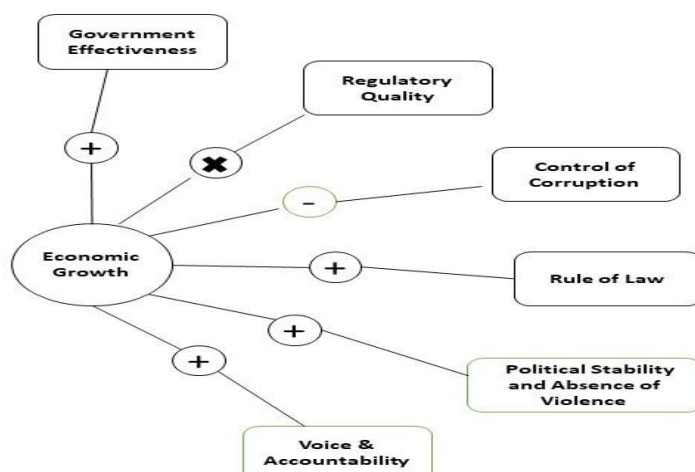 Government
Effectiveness
Regulatory
Quality
+
✖
Control of
Corruption
-
Economic
Growth
+
Rule of Law
+
Political Stability
and Absence of
Violence
+
Voice &
Accountability